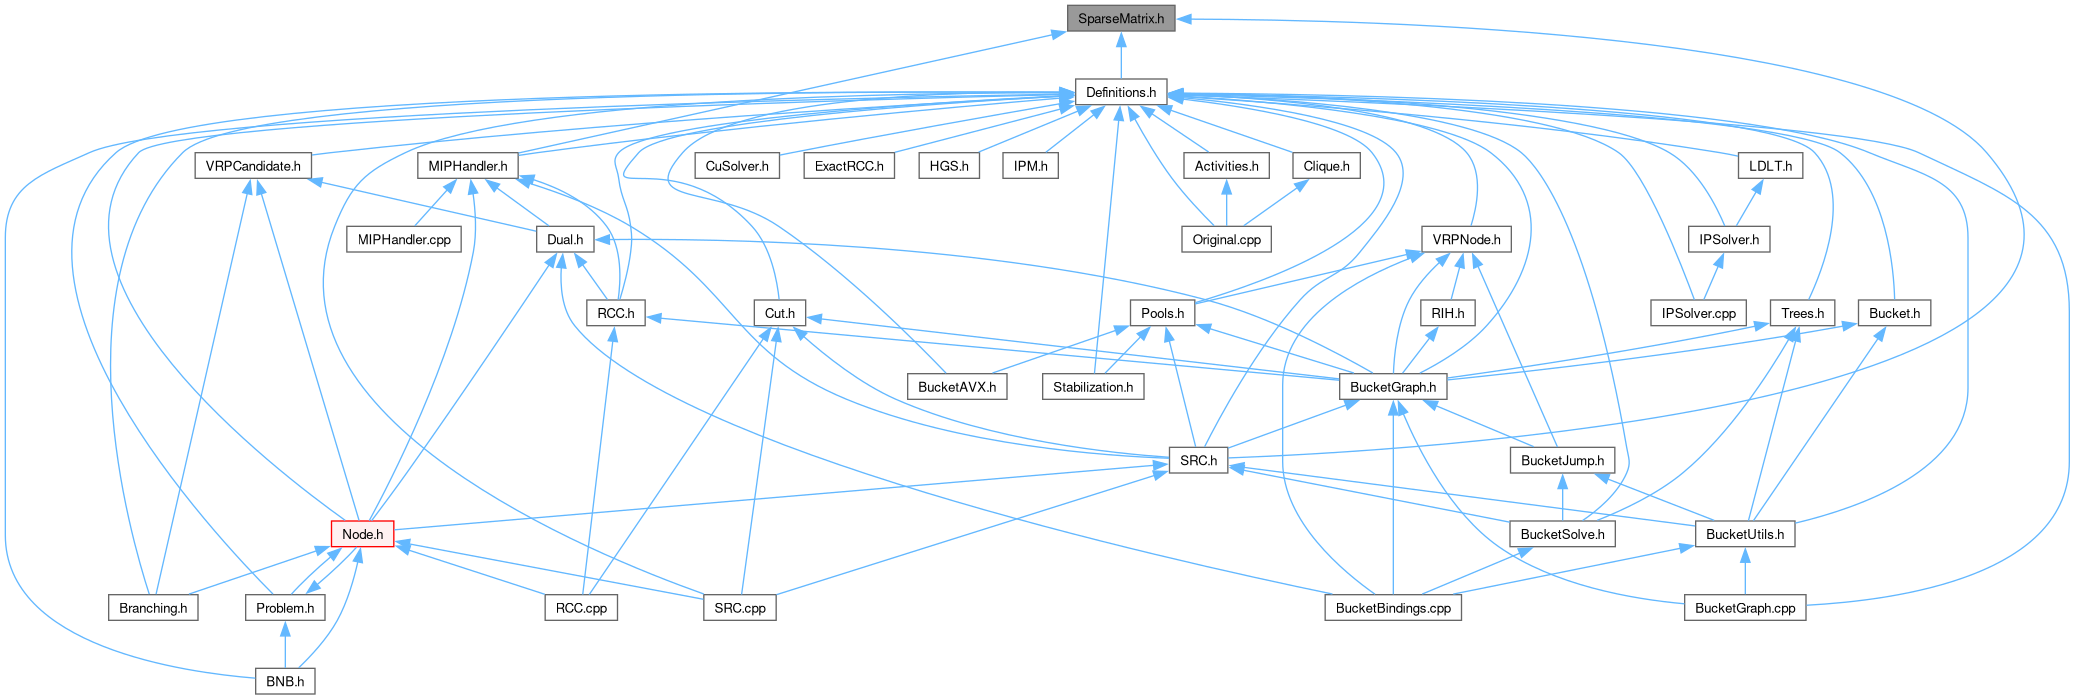 SparseMatrix.h
Definitions.h
VRPCandidate.h
MIPHandler.h
CuSolver.h
ExactRCC.h
HGS.h
IPM.h
Activities.h
Clique.h
LDLT.h
MIPHandler.cpp
Dual.h
Original.cpp
VRPNode.h
IPSolver.h
RCC.h
Cut.h
Pools.h
RIH.h
IPSolver.cpp
Trees.h
Bucket.h
BucketAVX.h
Stabilization.h
BucketGraph.h
SRC.h
BucketJump.h
Node.h
BucketSolve.h
BucketUtils.h
Branching.h
Problem.h
RCC.cpp
SRC.cpp
BucketBindings.cpp
BucketGraph.cpp
BNB.h